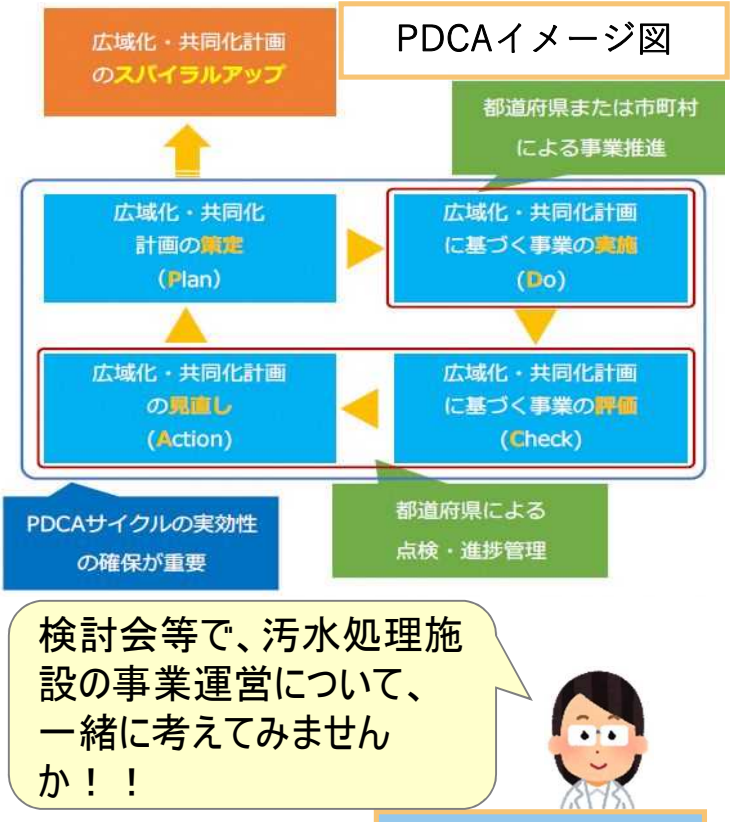 PDCAイメージ図
広域化・共同化計画
のスパイラルアップ
都道府県または市町村
による事業推進
広域化・共同化
計画の策定
（Plan）
広域化・共同化計画
に基づく事業の実施
（Do）
広域化・共同化計画
の見直し
(Action)
広域化・共同化計画
に基づく事業の評価
（Check）
PDCAサイクルの実効性
の確保が重要
都道府県による
点検・進捗管理
検討会等で、汚水処理施
設の事業運営について、
一緒に考えてみません
か！！